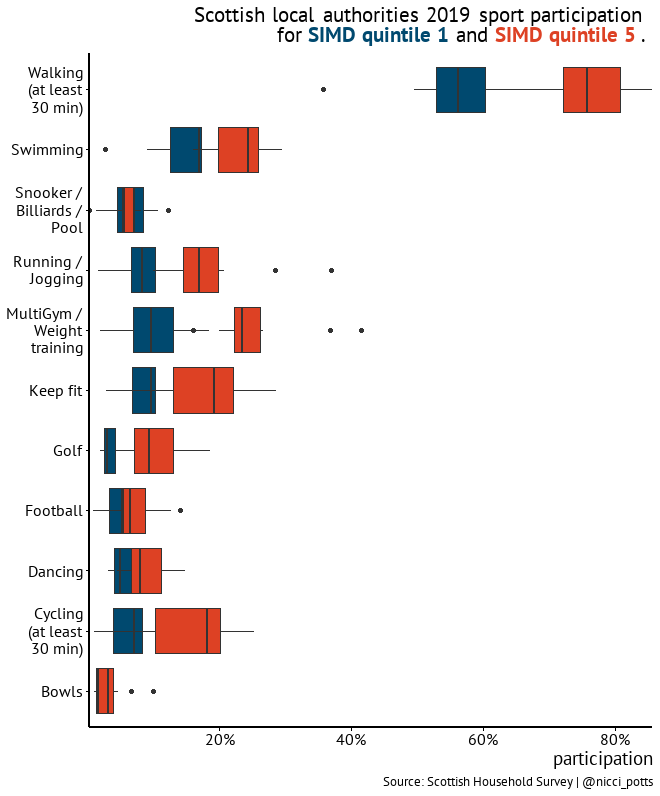 Scottish local authorities 2019 sport participation
for SIMD quintile 1 and SIMD quintile 5 .
Walking
(at least
30 min)
Swimming
Snooker /
Billiards /
Pool
Running /
Jogging
MultiGym /
Weight
training
Keep fit
Golf
Football
Dancing
Cycling
(at least
30 min)
Bowls
20% 40% 60% 80%
participation
Source: Scottish Household Survey | @nicci_potts